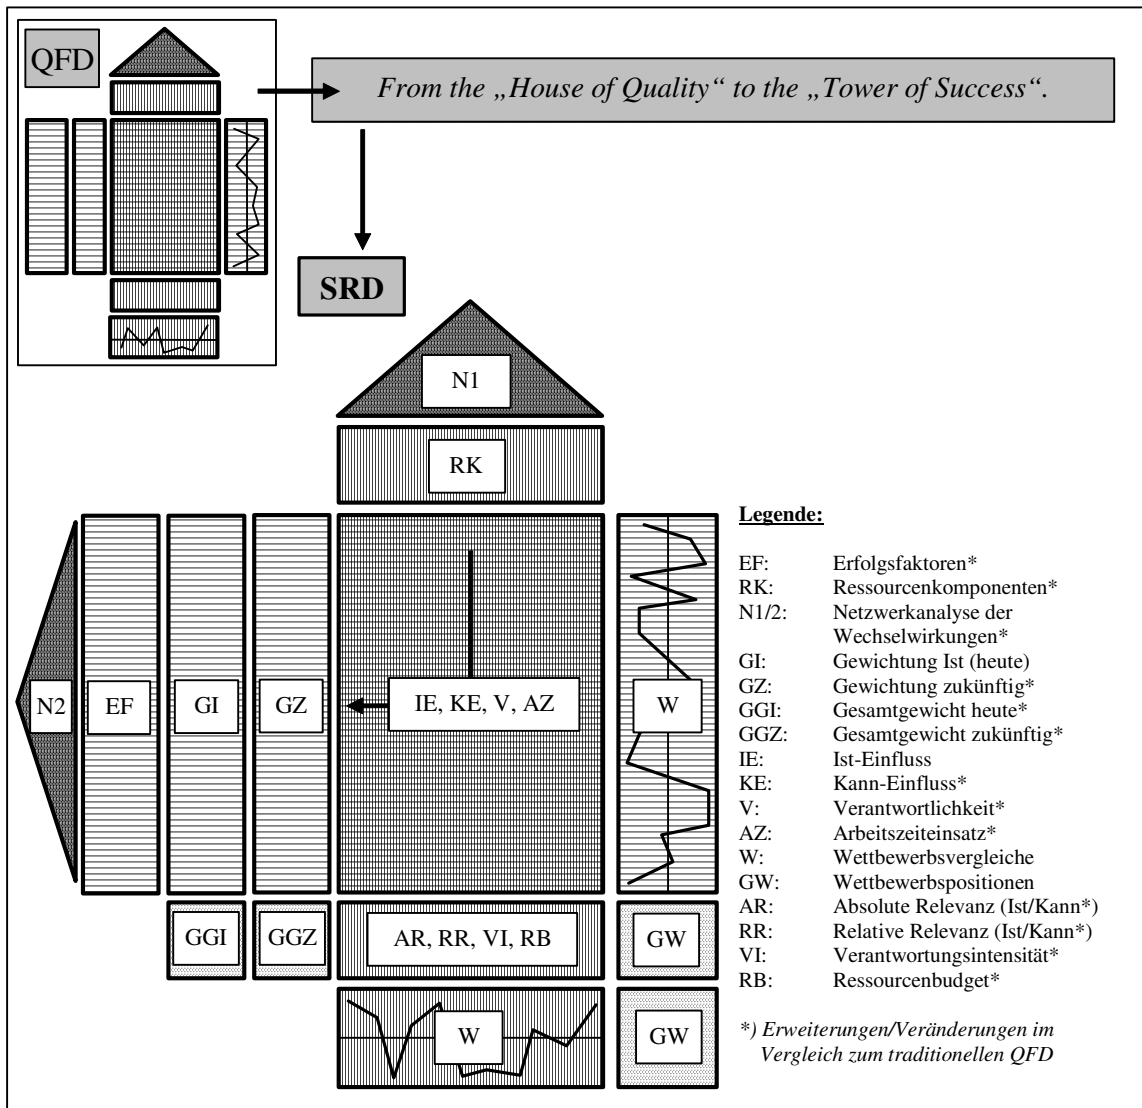 QFD
From the „House of Quality“ to the „Tower of Success“.
SRD
N1
RK
N2
EF
GI
GZ
IE, KE, V, AZ
W
GGI
GGZ
AR, RR, VI, RB
GW
W
GW
Legende:
EF: Erfolgsfaktoren*
RK: Ressourcenkomponenten*
N1/2: Netzwerkanalyse der
Wechselwirkungen*
GI: Gewichtung Ist (heute)
GZ: Gewichtung zukünftig*
GGI: Gesamtgewicht heute*
GGZ: Gesamtgewicht zukünftig*
IE: Ist-Einfluss
KE: Kann-Einfluss*
V: Verantwortlichkeit*
AZ: Arbeitszeiteinsatz*
W: Wettbewerbsvergleiche
GW: Wettbewerbspositionen
AR: Absolute Relevanz (Ist/Kann*)
RR: Relative Relevanz (Ist/Kann*)
VI: Verantwortungsintensität*
RB: Ressourcenbudget*
*) Erweiterungen/Veränderungen im
Vergleich zum traditionellen QFD